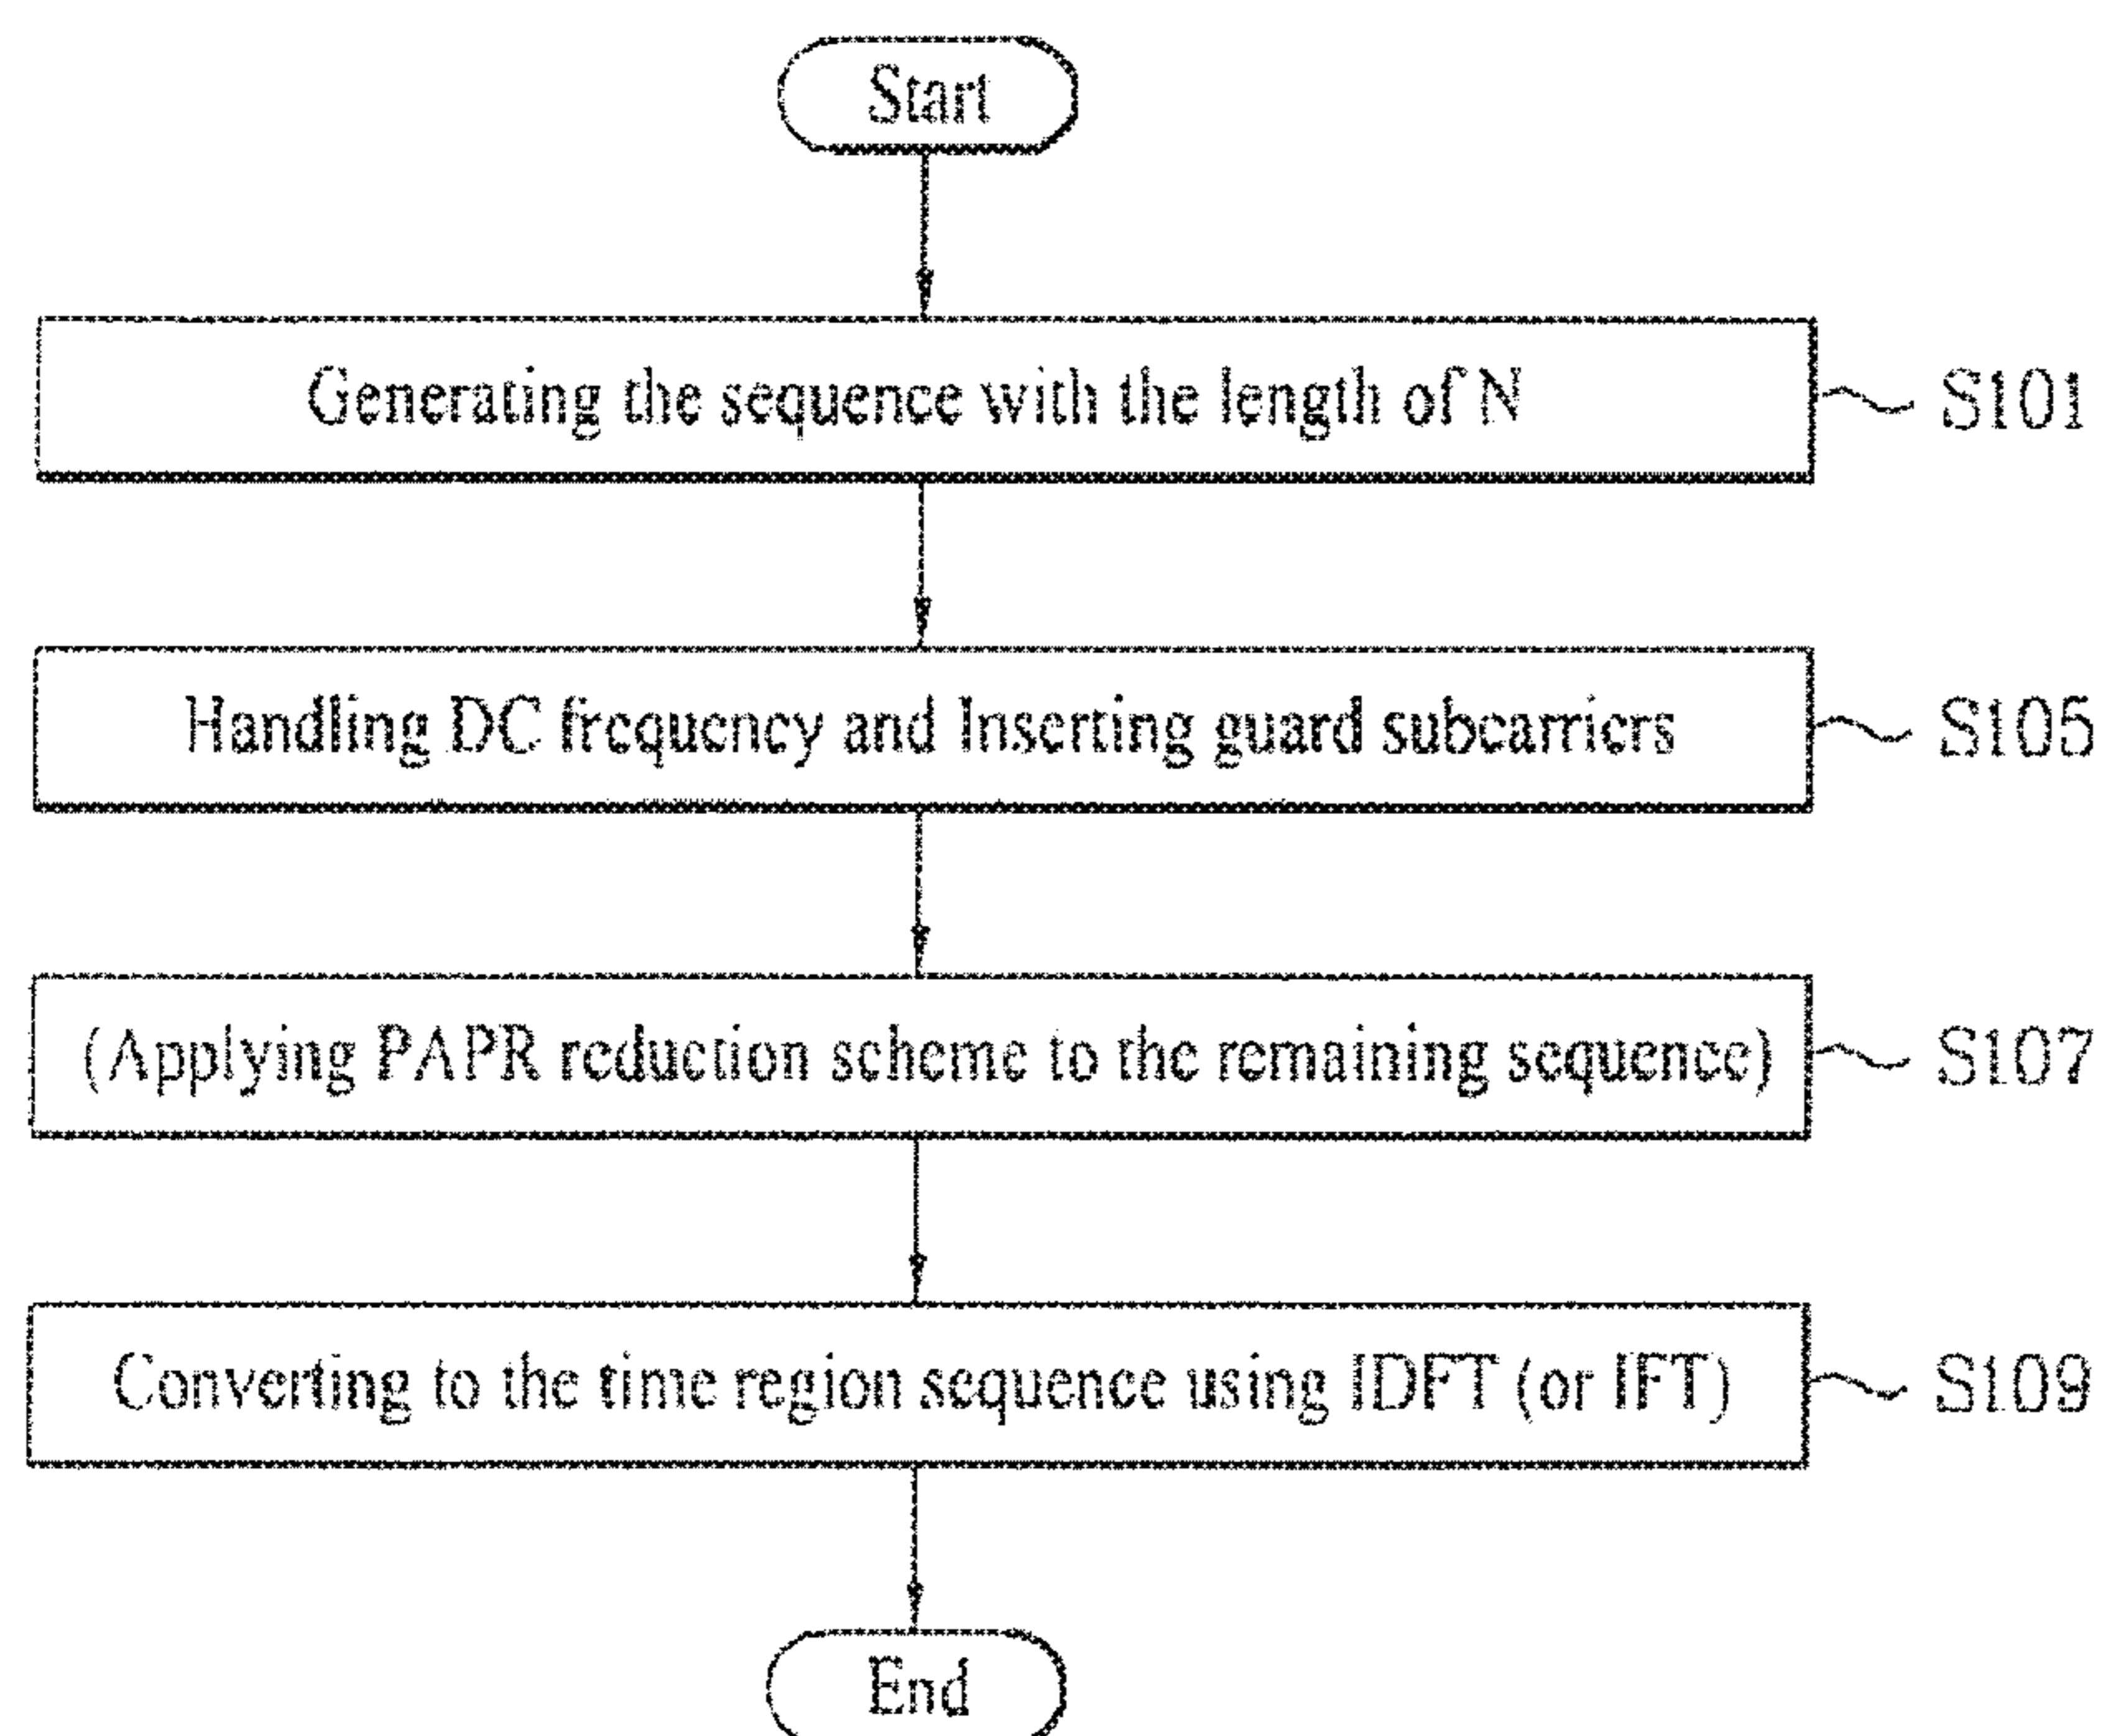 Start
Generating the sequence with the length of N
S101
Handling DC frequency and Inserting guard subcarriers
S105
(Applying PAPR reduction scheme to the remaining sequence)
S107
Converting to the time region sequence using IDFT (or IFT)
S109
End